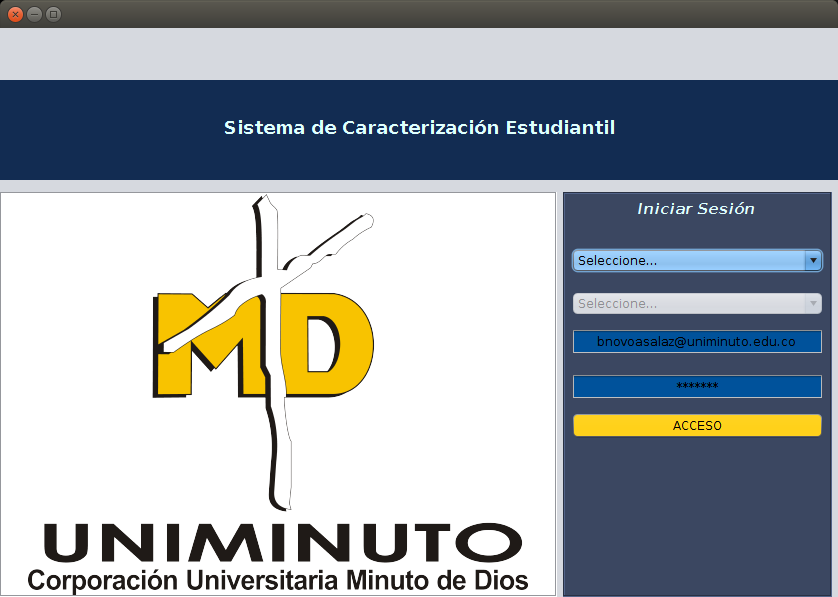 Sistema de Caracterización Estudiantil
MD
UNIMINUTO
Corporación Universitaria Minuto de Dios
Iniciar Sesión
Seleccione...
Seleccione...
bnovoasalaz@uniminuto.edu.co
*******
ACCESO